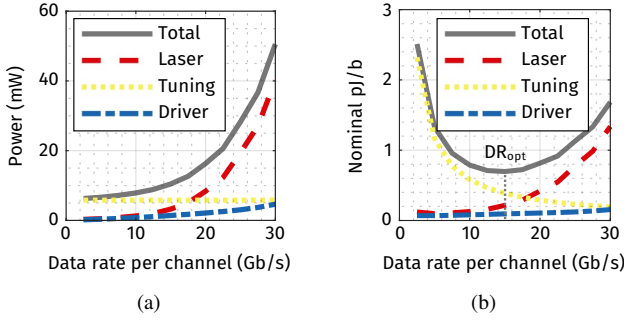 60
40
20
0
Power (mW)
Total
Laser
Tuning
Driver
0
10
20
30
Data rate per channel (Gb/s)
(a)
3
2
1
0
Nominal pJ/b
Total
Laser
Tuning
Driver
DRopt
0
10
20
30
Data rate per channel (Gb/s)
(b)